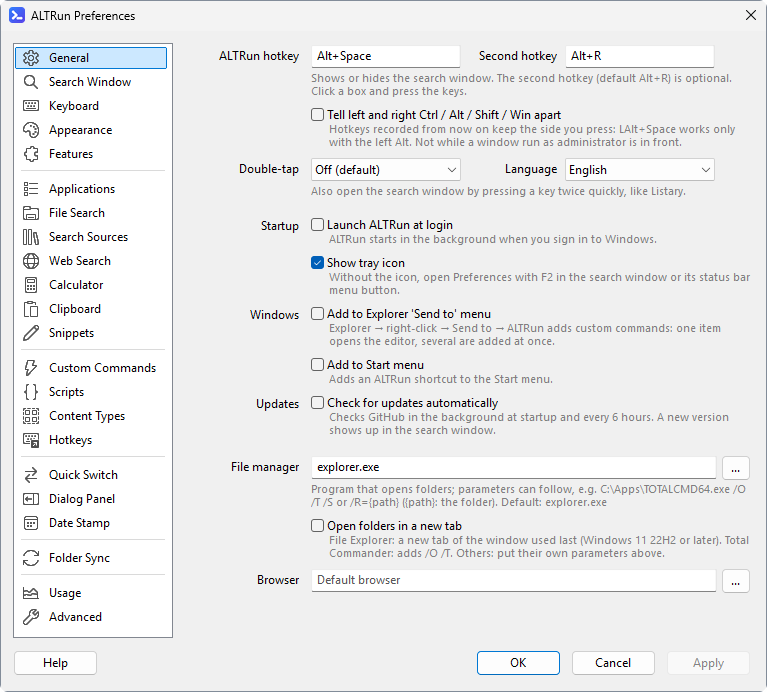 ALTRun Preferences
General
Search Window
Keyboard
Appearance
Features
Applications
File Search
Search Sources
Web Search
Calculator
Clipboard
Snippets
Custom Commands
Scripts
Content Types
Hotkeys
Quick Switch
Dialog Panel
Date Stamp
Folder Sync
Usage
Advanced
ALTRun hotkey Alt+Space Second hotkey Alt+R
Shows or hides the search window. The second hotkey (default Alt+R) is optional.
Click a box and press the keys.
Tell left and right Ctrl / Alt / Shift / Win apart
Hotkeys recorded from now on keep the side you press: LAlt+Space works only
with the left Alt. Not while a window run as administrator is in front.
Double-tap Off (default) Language English
Also open the search window by pressing a key twice quickly, like Listary.
Startup Launch ALTRun at login
ALTRun starts in the background when you sign in to Windows.
Show tray icon
Without the icon, open Preferences with F2 in the search window or its status bar
menu button.
Windows Add to Explorer 'Send to' menu
Explorer → right-click → Send to → ALTRun adds custom commands: one item
opens the editor, several are added at once.
Add to Start menu
Adds an ALTRun shortcut to the Start menu.
Updates Check for updates automatically
Checks GitHub in the background at startup and every 6 hours. A new version
shows up in the search window.
File manager explorer.exe ...
Program that opens folders; parameters can follow, e.g. C:\Apps\TOTALCMD64.exe /O
/T /S or /R={path} ({path}: the folder). Default: explorer.exe
Open folders in a new tab
File Explorer: a new tab of the window used last (Windows 11 22H2 or later). Total
Commander: adds /O /T. Others: put their own parameters above.
Browser Default browser ...
Help OK Cancel Apply